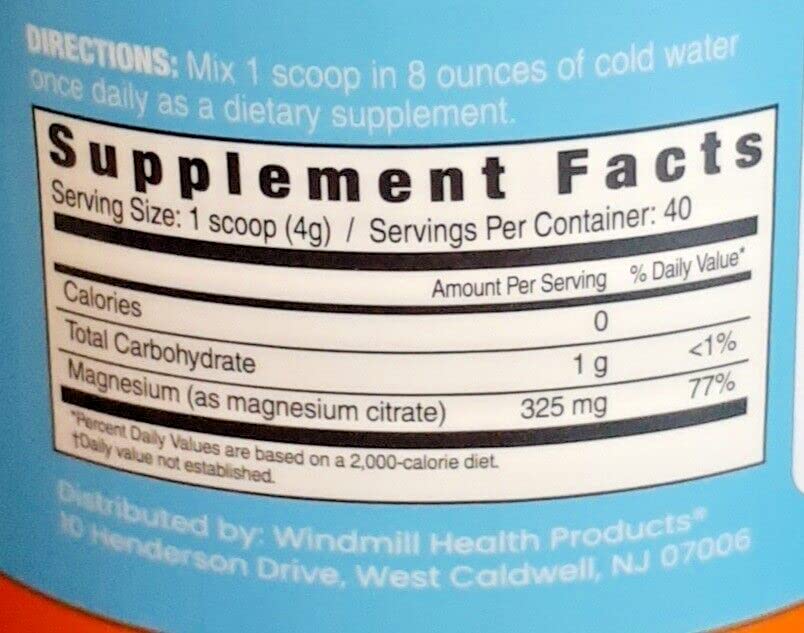 DIRECTIONS: Mix 1 scoop in 8 ounces of cold water
once daily as a dietary supplement.
Supplement Facts
Serving Size: 1 scoop (4g) / Servings Per Container: 40
Amount Per Serving % Daily Value*
Calories 0
Total Carbohydrate 1 g <1%
Magnesium (as magnesium citrate) 325 mg 77%
*Percent Daily Values are based on a 2,000-calorie diet.
†Daily value not established.
Distributed by: Windmill Health Products®
10 Henderson Drive, West Caldwell, NJ 07006